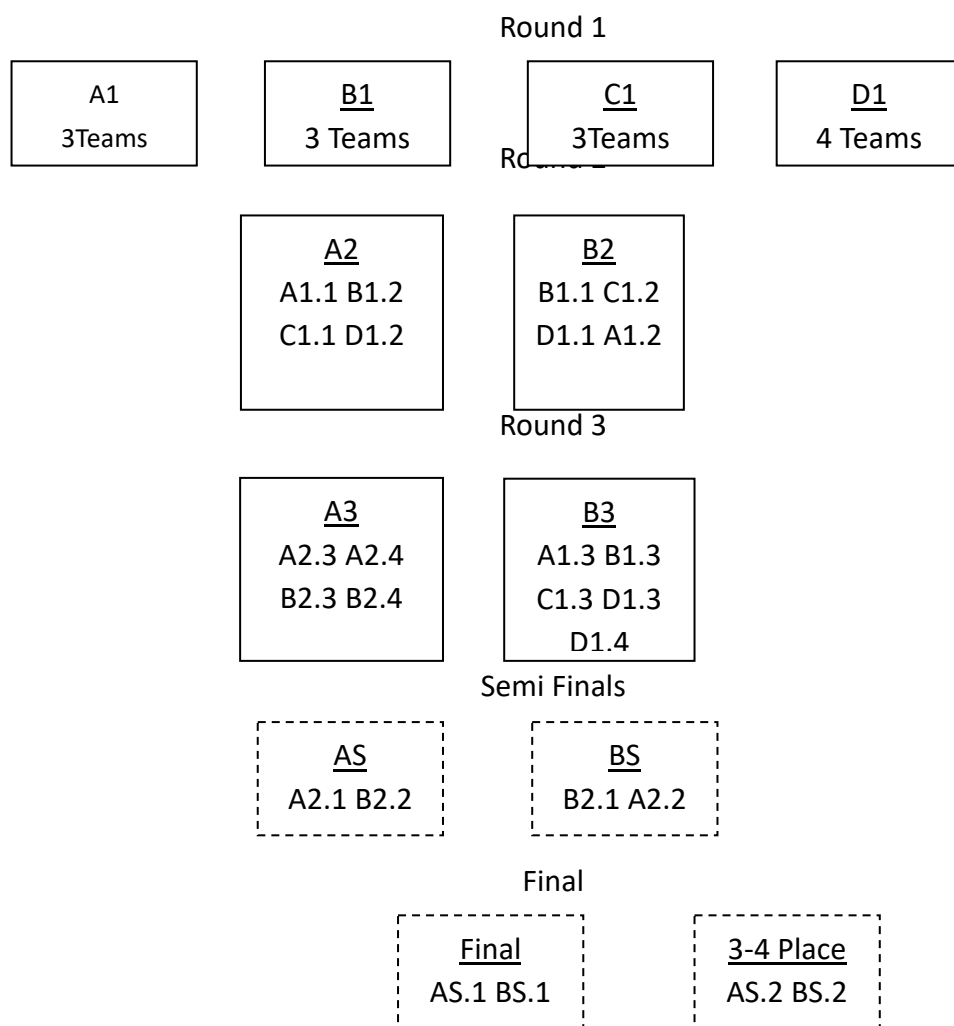 Round 1
A1
3Teams
B1
3 Teams
C1
3Teams
D1
4 Teams
A2
A1.1 B1.2
C1.1 D1.2
B2
B1.1 C1.2
D1.1 A1.2
Round 3
A3
A2.3 A2.4
B2.3 B2.4
B3
A1.3 B1.3
C1.3 D1.3
D1.4
Semi Finals
AS
A2.1 B2.2
BS
B2.1 A2.2
Final
Final
AS.1 BS.1
3-4 Place
AS.2 BS.2